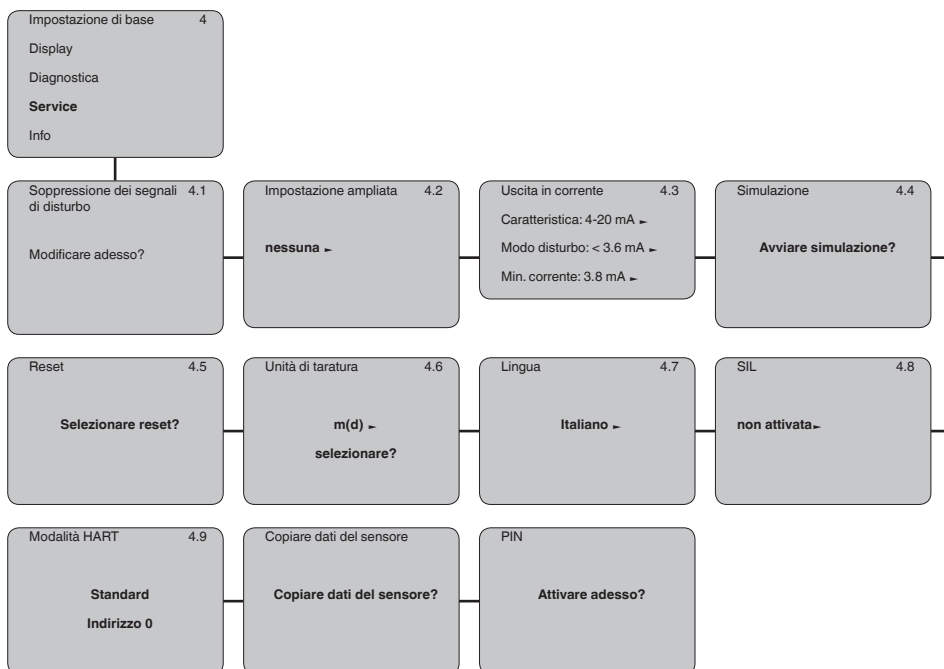 Impostazione di base 4
Display
Diagnostica
Service
Info
Soppressione dei segnali 4.1
di disturbo
Modificare adesso?
Impostazione ampliata 4.2
nessuna ►
Uscita in corrente 4.3
Caratteristica: 4-20 mA ►
Modo disturbo: < 3.6 mA ►
Min. corrente: 3.8 mA ►
Simulazione 4.4
Avviare simulazione?
Reset 4.5
Selezionare reset?
Unità di taratura 4.6
m(d) ►
selezionare?
Lingua 4.7
Italiano ►
SIL 4.8
non attivata►
Modalità HART 4.9
Standard
Indirizzo 0
Copiare dati del sensore
Copiare dati del sensore?
PIN
Attivare adesso?